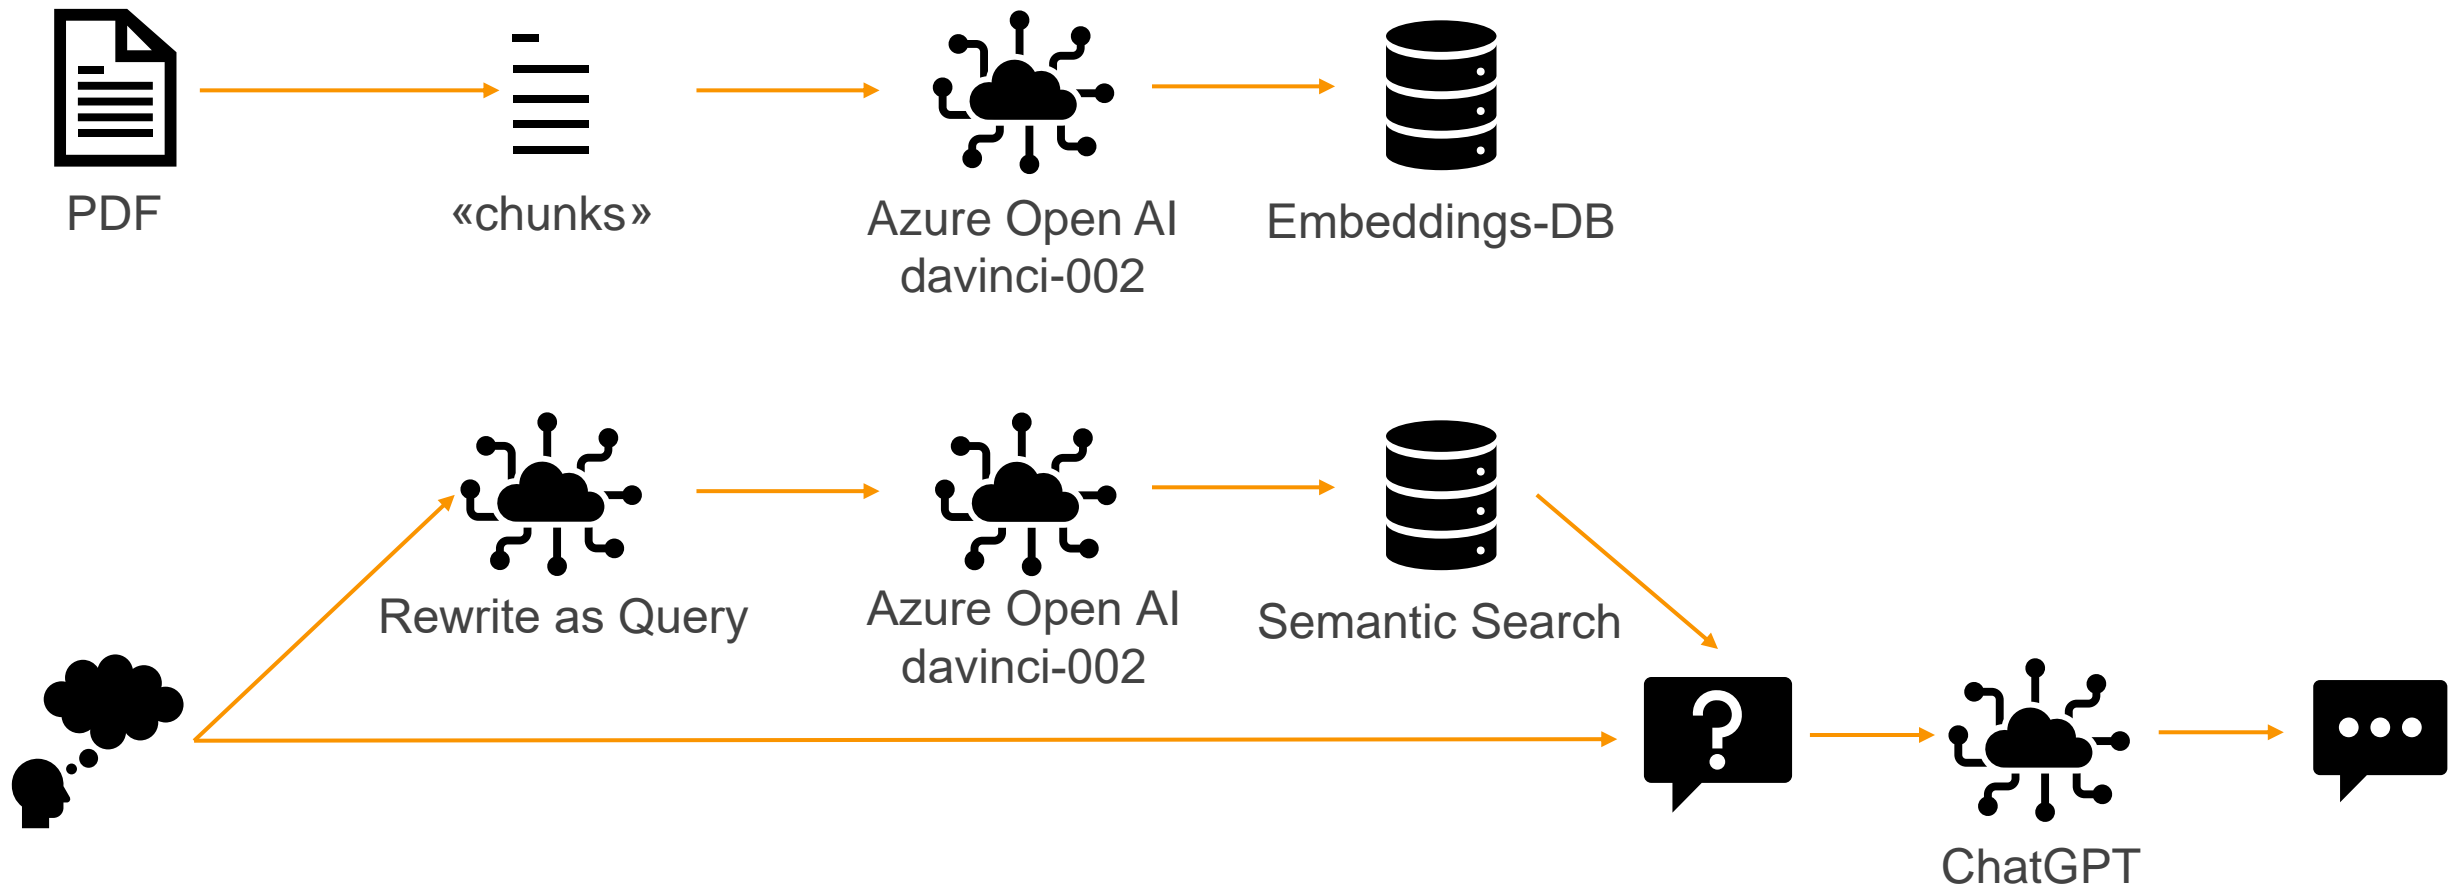 PDF
«chunks»
Azure Open AI
davinci-002
Embeddings-DB
Rewrite as Query
Azure Open AI
davinci-002
Semantic Search
?
ChatGPT